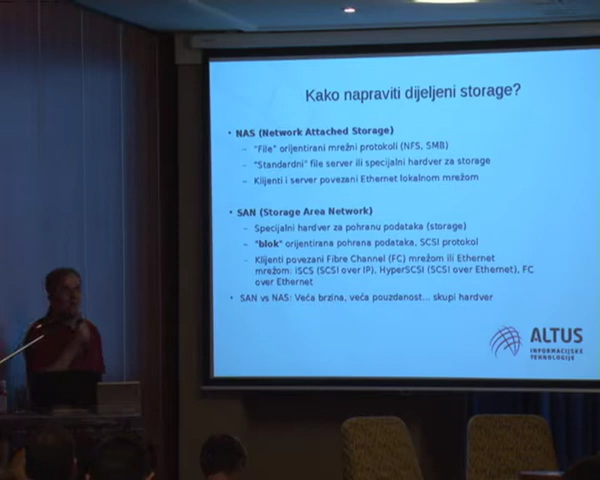 Kako napraviti dijeljeni storage?
• NAS (Network Attached Storage)
– "File" orijentirani mrežni protokoli (NFS, SMB)
– "Standardni" file server ili specijalni hardver za storage
– Klijenti i server povezani Ethernet lokalnom mrežom
• SAN (Storage Area Network)
– Specijalni hardver za pohranu podataka (storage)
– "blok" orijentirana pohrana podataka, SCSI protokol
– Klijenti povezani Fibre Channel (FC) mrežom ili Ethernet
mrežom: iSCS (SCSI over IP), HyperSCSI (SCSI over Ethernet), FC
over Ethernet
• SAN vs NAS: Veća brzina, veća pouzdanost... skupi hardver
ALTUS
INFORMACIJSKE
TEHNOLOGIJE